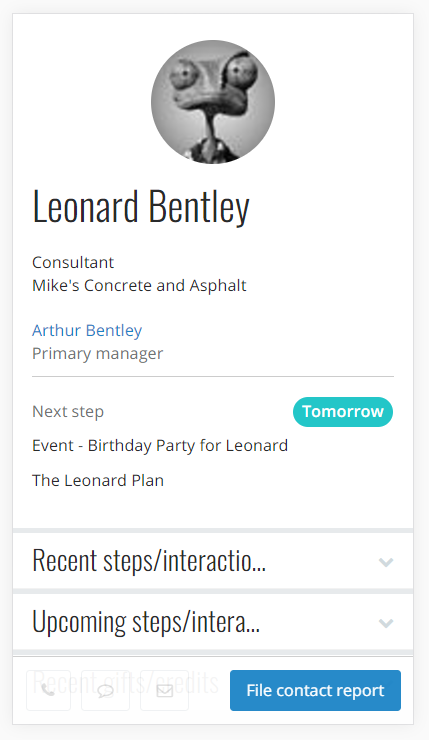 Leonard Bentley
Consultant
Mike's Concrete and Asphalt
Arthur Bentley
Primary manager
Next step
Tomorrow
Event - Birthday Party for Leonard
The Leonard Plan
Recent steps/interactio...
Upcoming steps/intera...
Recent gifts/credits
File contact report